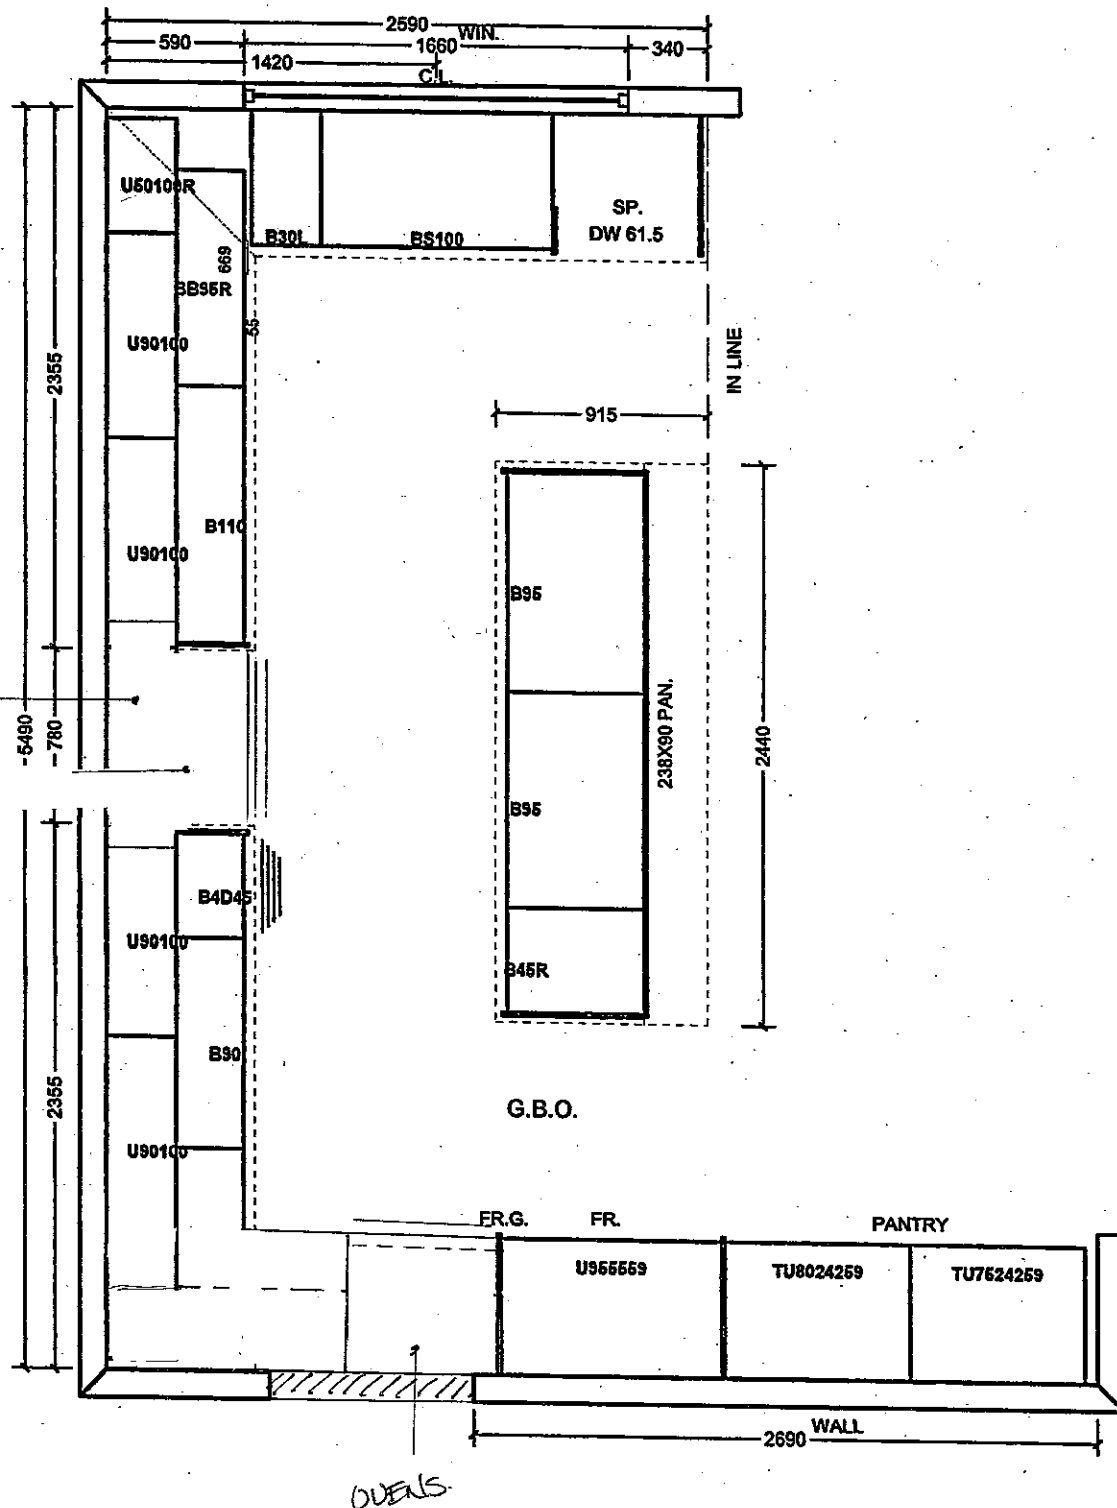 2590
WIN.
590
1660
340
1420
C.L.
U50100R
SP.
DW 61.5
B30L
BS100
669
BB95R
55
U90100
IN LINE
2355
915
B110
U90100
B95
238X90 PAN.
5490
780
2440
B95
B4D45
U90100
B45R
B90
2355
G.B.O.
U90100
FR.G.
FR.
PANTRY
U955559
TU8024259
TU7524259
WALL
2690
OVENS.